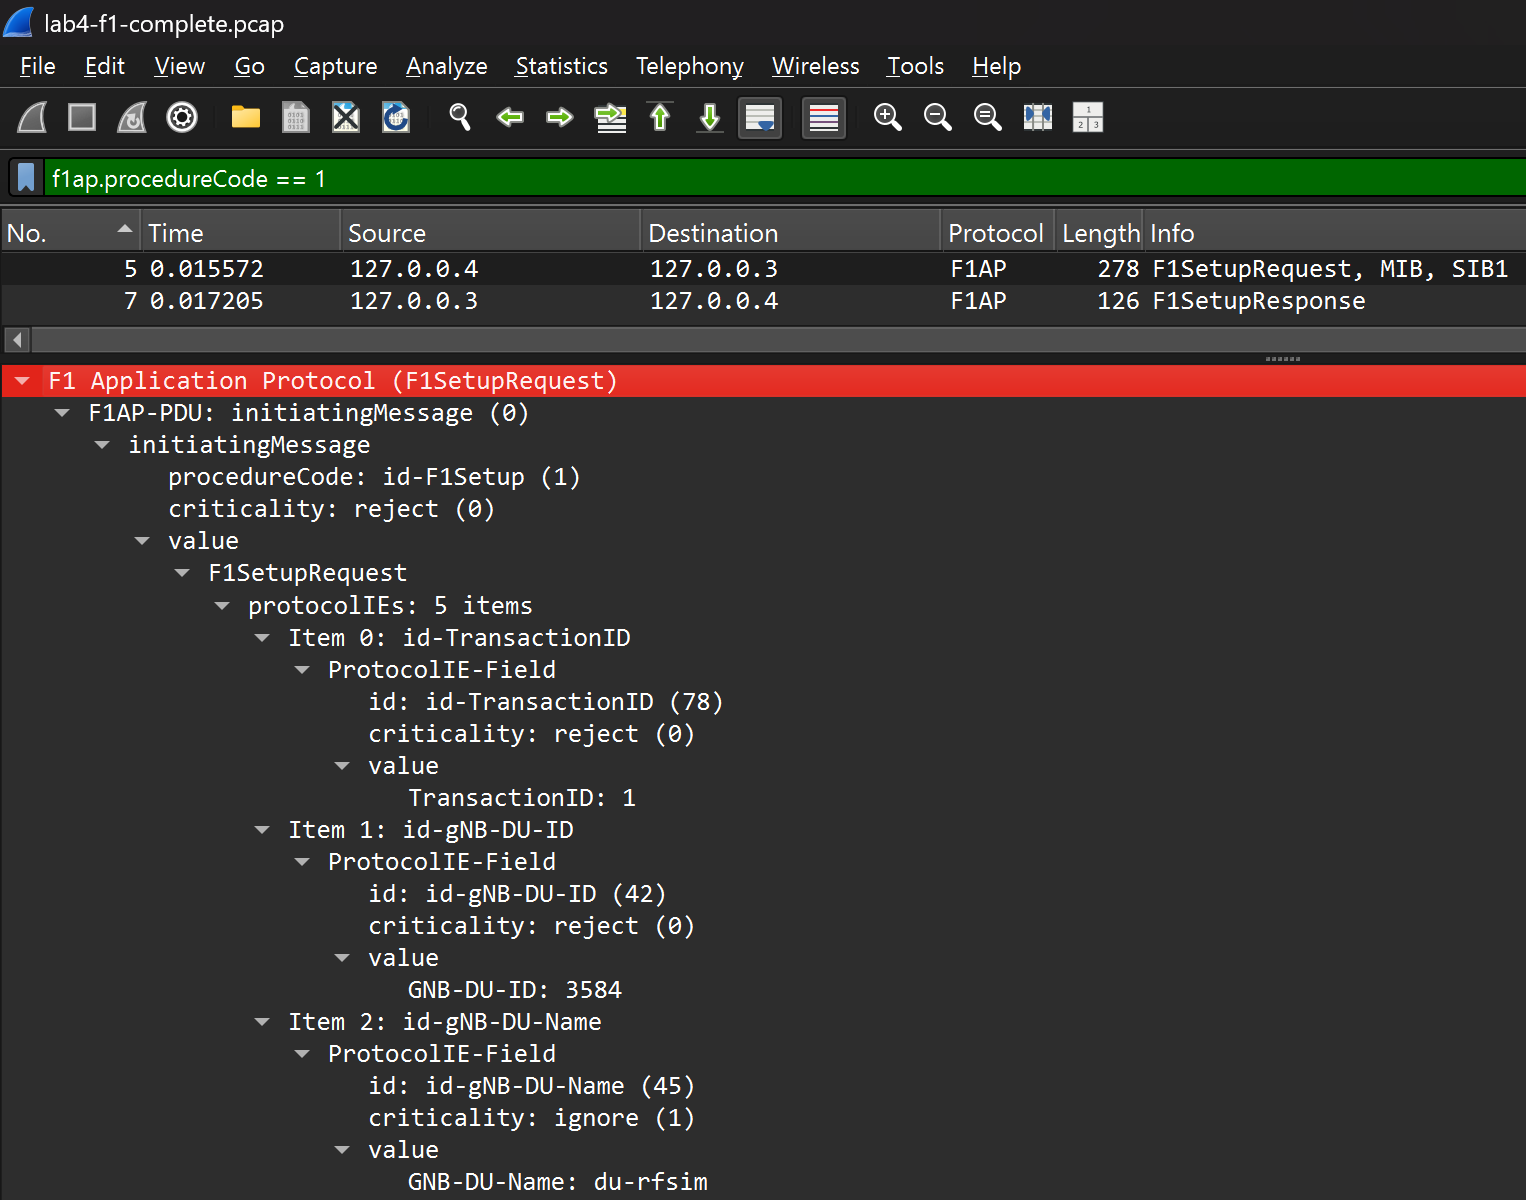 lab4-f1-complete.pcap
File Edit View Go Capture Analyze Statistics Telephony Wireless Tools Help
f1ap.procedureCode == 1
No. Time Source Destination Protocol Length Info
5 0.015572 127.0.0.4 127.0.0.3 F1AP 278 F1SetupRequest, MIB, SIB1
7 0.017205 127.0.0.3 127.0.0.4 F1AP 126 F1SetupResponse
F1 Application Protocol (F1SetupRequest)
F1AP-PDU: initiatingMessage (0)
initiatingMessage
procedureCode: id-F1Setup (1)
criticality: reject (0)
value
F1SetupRequest
protocolIEs: 5 items
Item 0: id-TransactionID
ProtocolIE-Field
id: id-TransactionID (78)
criticality: reject (0)
value
TransactionID: 1
Item 1: id-gNB-DU-ID
ProtocolIE-Field
id: id-gNB-DU-ID (42)
criticality: reject (0)
value
GNB-DU-ID: 3584
Item 2: id-gNB-DU-Name
ProtocolIE-Field
id: id-gNB-DU-Name (45)
criticality: ignore (1)
value
GNB-DU-Name: du-rfsim